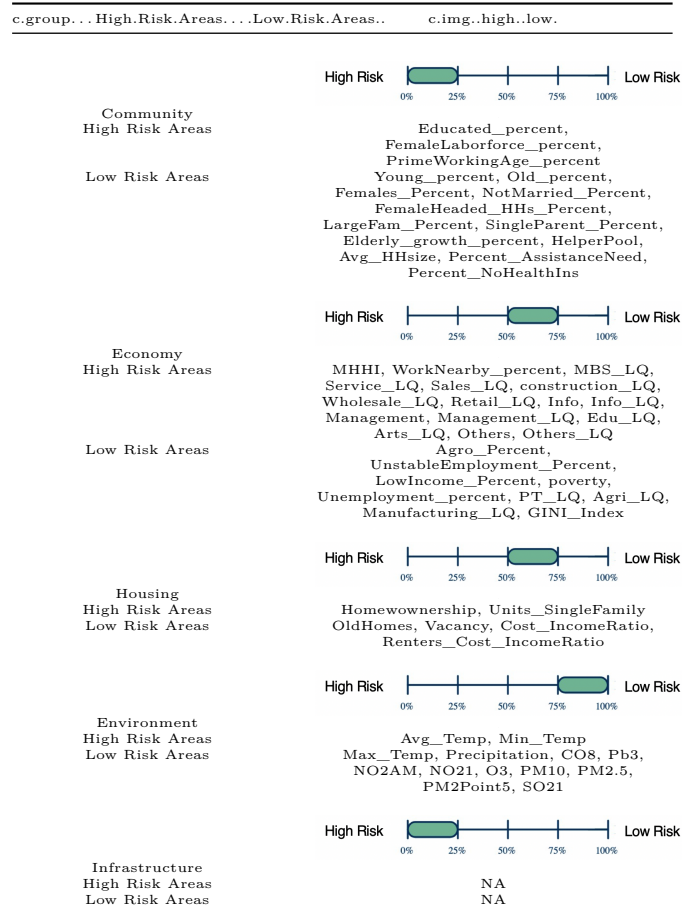 c.group...High.Risk.Areas....Low.Risk.Areas.. c.img..high..low.
High Risk Low Risk
0% 25% 50% 75% 100%
Community
High Risk Areas Educated_percent,
FemaleLaborforce_percent,
PrimeWorkingAge_percent
Low Risk Areas Young_percent, Old_percent,
Females_Percent, NotMarried_Percent,
FemaleHeaded_HHs_Percent,
LargeFam_Percent, SingleParent_Percent,
Elderly_growth_percent, HelperPool,
Avg_HHsize, Percent_AssistanceNeed,
Percent_NoHealthIns
High Risk Low Risk
0% 25% 50% 75% 100%
Economy
High Risk Areas MHHI, WorkNearby_percent, MBS_LQ,
Service_LQ, Sales_LQ, construction_LQ,
Wholesale_LQ, Retail_LQ, Info, Info_LQ,
Management, Management_LQ, Edu_LQ,
Arts_LQ, Others, Others_LQ
Low Risk Areas Agro_Percent,
UnstableEmployment_Percent,
LowIncome_Percent, poverty,
Unemployment_percent, PT_LQ, Agri_LQ,
Manufacturing_LQ, GINI_Index
High Risk Low Risk
0% 25% 50% 75% 100%
Housing
High Risk Areas Homewownership, Units_SingleFamily
Low Risk Areas OldHomes, Vacancy, Cost_IncomeRatio,
Renters_Cost_IncomeRatio
High Risk Low Risk
0% 25% 50% 75% 100%
Environment
High Risk Areas Avg_Temp, Min_Temp
Low Risk Areas Max_Temp, Precipitation, CO8, Pb3,
NO2AM, NO21, O3, PM10, PM2.5,
PM2Point5, SO21
High Risk Low Risk
0% 25% 50% 75% 100%
Infrastructure
High Risk Areas NA
Low Risk Areas NA